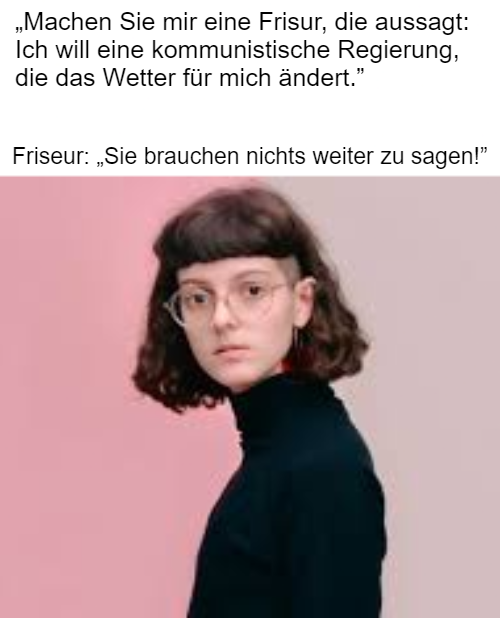 „Machen Sie mir eine Frisur, die aussagt:
Ich will eine kommunistische Regierung,
die das Wetter für mich ändert.”
Friseur: „Sie brauchen nichts weiter zu sagen!”